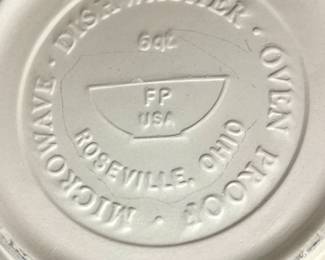 MICROWAVE · DISHWASHER · OVEN PROOF ·
6qt
FP
USA
ROSEVILLE, OHIO